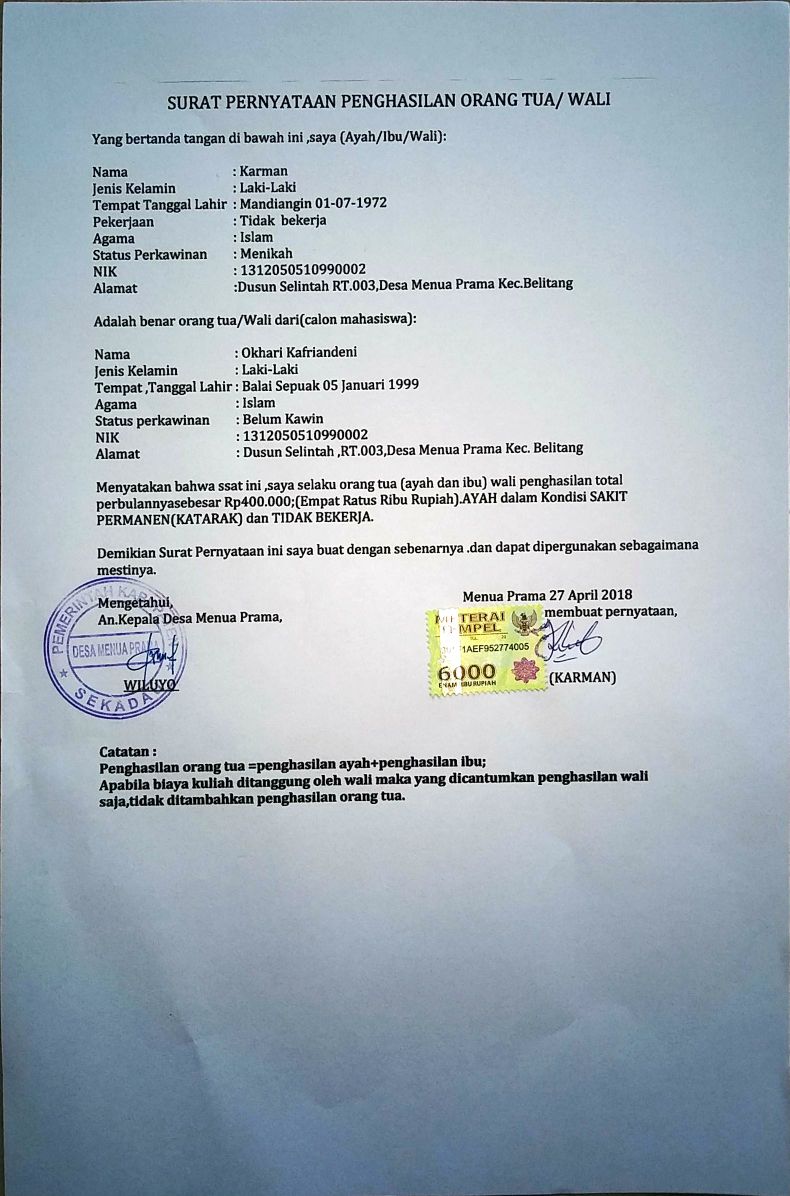 SURAT PERNYATAAN PENGHASILAN ORANG TUA/ WALI
Yang bertanda tangan di bawah ini ,saya (Ayah/Ibu/Wali):
Nama : Karman
Jenis Kelamin : Laki-Laki
Tempat Tanggal Lahir : Mandiangin 01-07-1972
Pekerjaan : Tidak bekerja
Agama : Islam
Status Perkawinan : Menikah
NIK : 1312050510990002
Alamat :Dusun Selintah RT.003,Desa Menua Prama Kec.Belitang
Adalah benar orang tua/Wali dari(calon mahasiswa):
Nama : Okhari Kafriandeni
Jenis Kelamin : Laki-Laki
Tempat ,Tanggal Lahir : Balai Sepuak 05 Januari 1999
Agama : Islam
Status perkawinan : Belum Kawin
NIK : 1312050510990002
Alamat : Dusun Selintah ,RT.003,Desa Menua Prama Kec. Belitang
Menyatakan bahwa ssat ini ,saya selaku orang tua (ayah dan ibu) wali penghasilan total
perbulannyasebesar Rp400.000;(Empat Ratus Ribu Rupiah).AYAH dalam Kondisi SAKIT
PERMANEN(KATARAK) dan TIDAK BEKERJA.
Demikian Surat Pernyataan ini saya buat dengan sebenarnya .dan dapat dipergunakan sebagaimana
mestinya.
Menua Prama 27 April 2018
Mengetahui,
An.Kepala Desa Menua Prama,
membuat pernyataan,
PEMERINTAH
DESA MENUA PRAMA
SEKADAU
WILUYO
TEMPEL
1AEF952774005
6000
ENAM RIBU RUPIAH
(KARMAN)
Catatan :
Penghasilan orang tua =penghasilan ayah+penghasilan ibu;
Apabila biaya kuliah ditanggung oleh wali maka yang dicantumkan penghasilan wali
saja,tidak ditambahkan penghasilan orang tua.